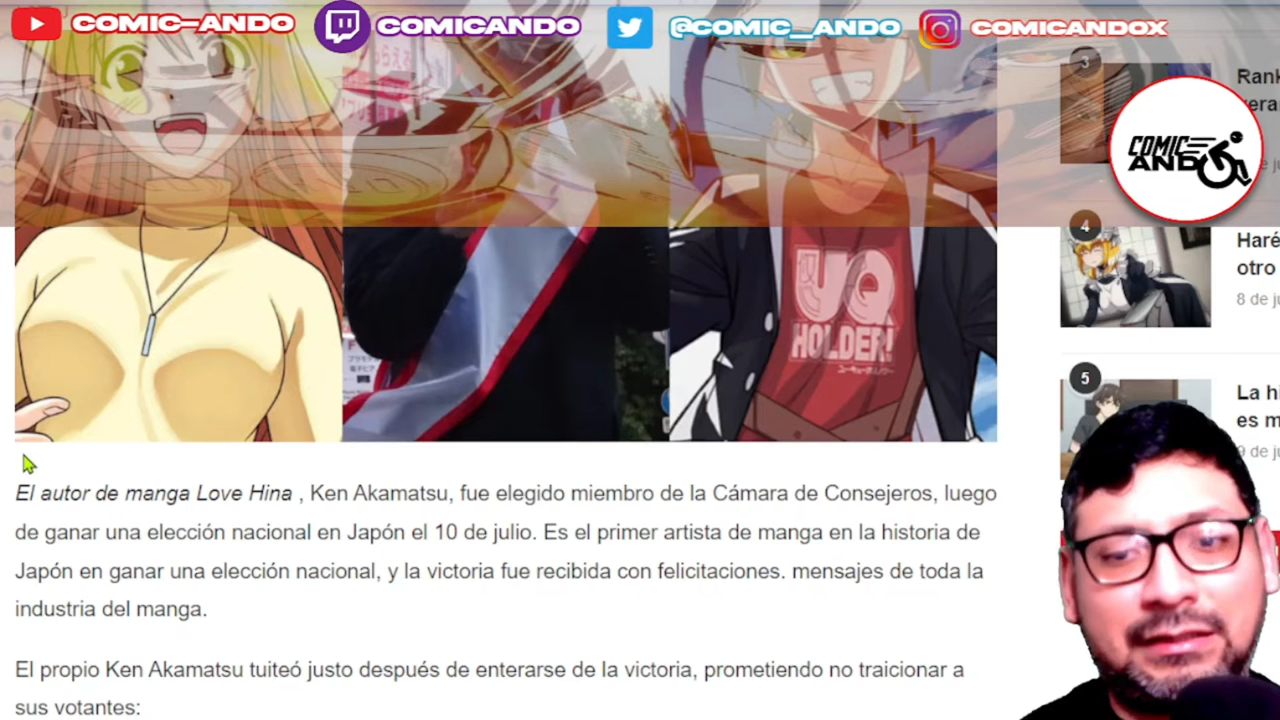 COMIC-ANDO
COMICANDO
@COMIC_ANDO
COMICANDOX
3
COMIC
ANDO
4
Haré
otro
8 de ju
UQ
HOLDER!
5
La hi
es m
9 de ju
El autor de manga Love Hina , Ken Akamatsu, fue elegido miembro de la Cámara de Consejeros, luego
de ganar una elección nacional en Japón el 10 de julio. Es el primer artista de manga en la historia de
Japón en ganar una elección nacional, y la victoria fue recibida con felicitaciones. mensajes de toda la
industria del manga.
El propio Ken Akamatsu tuiteó justo después de enterarse de la victoria, prometiendo no traicionar a
sus votantes: